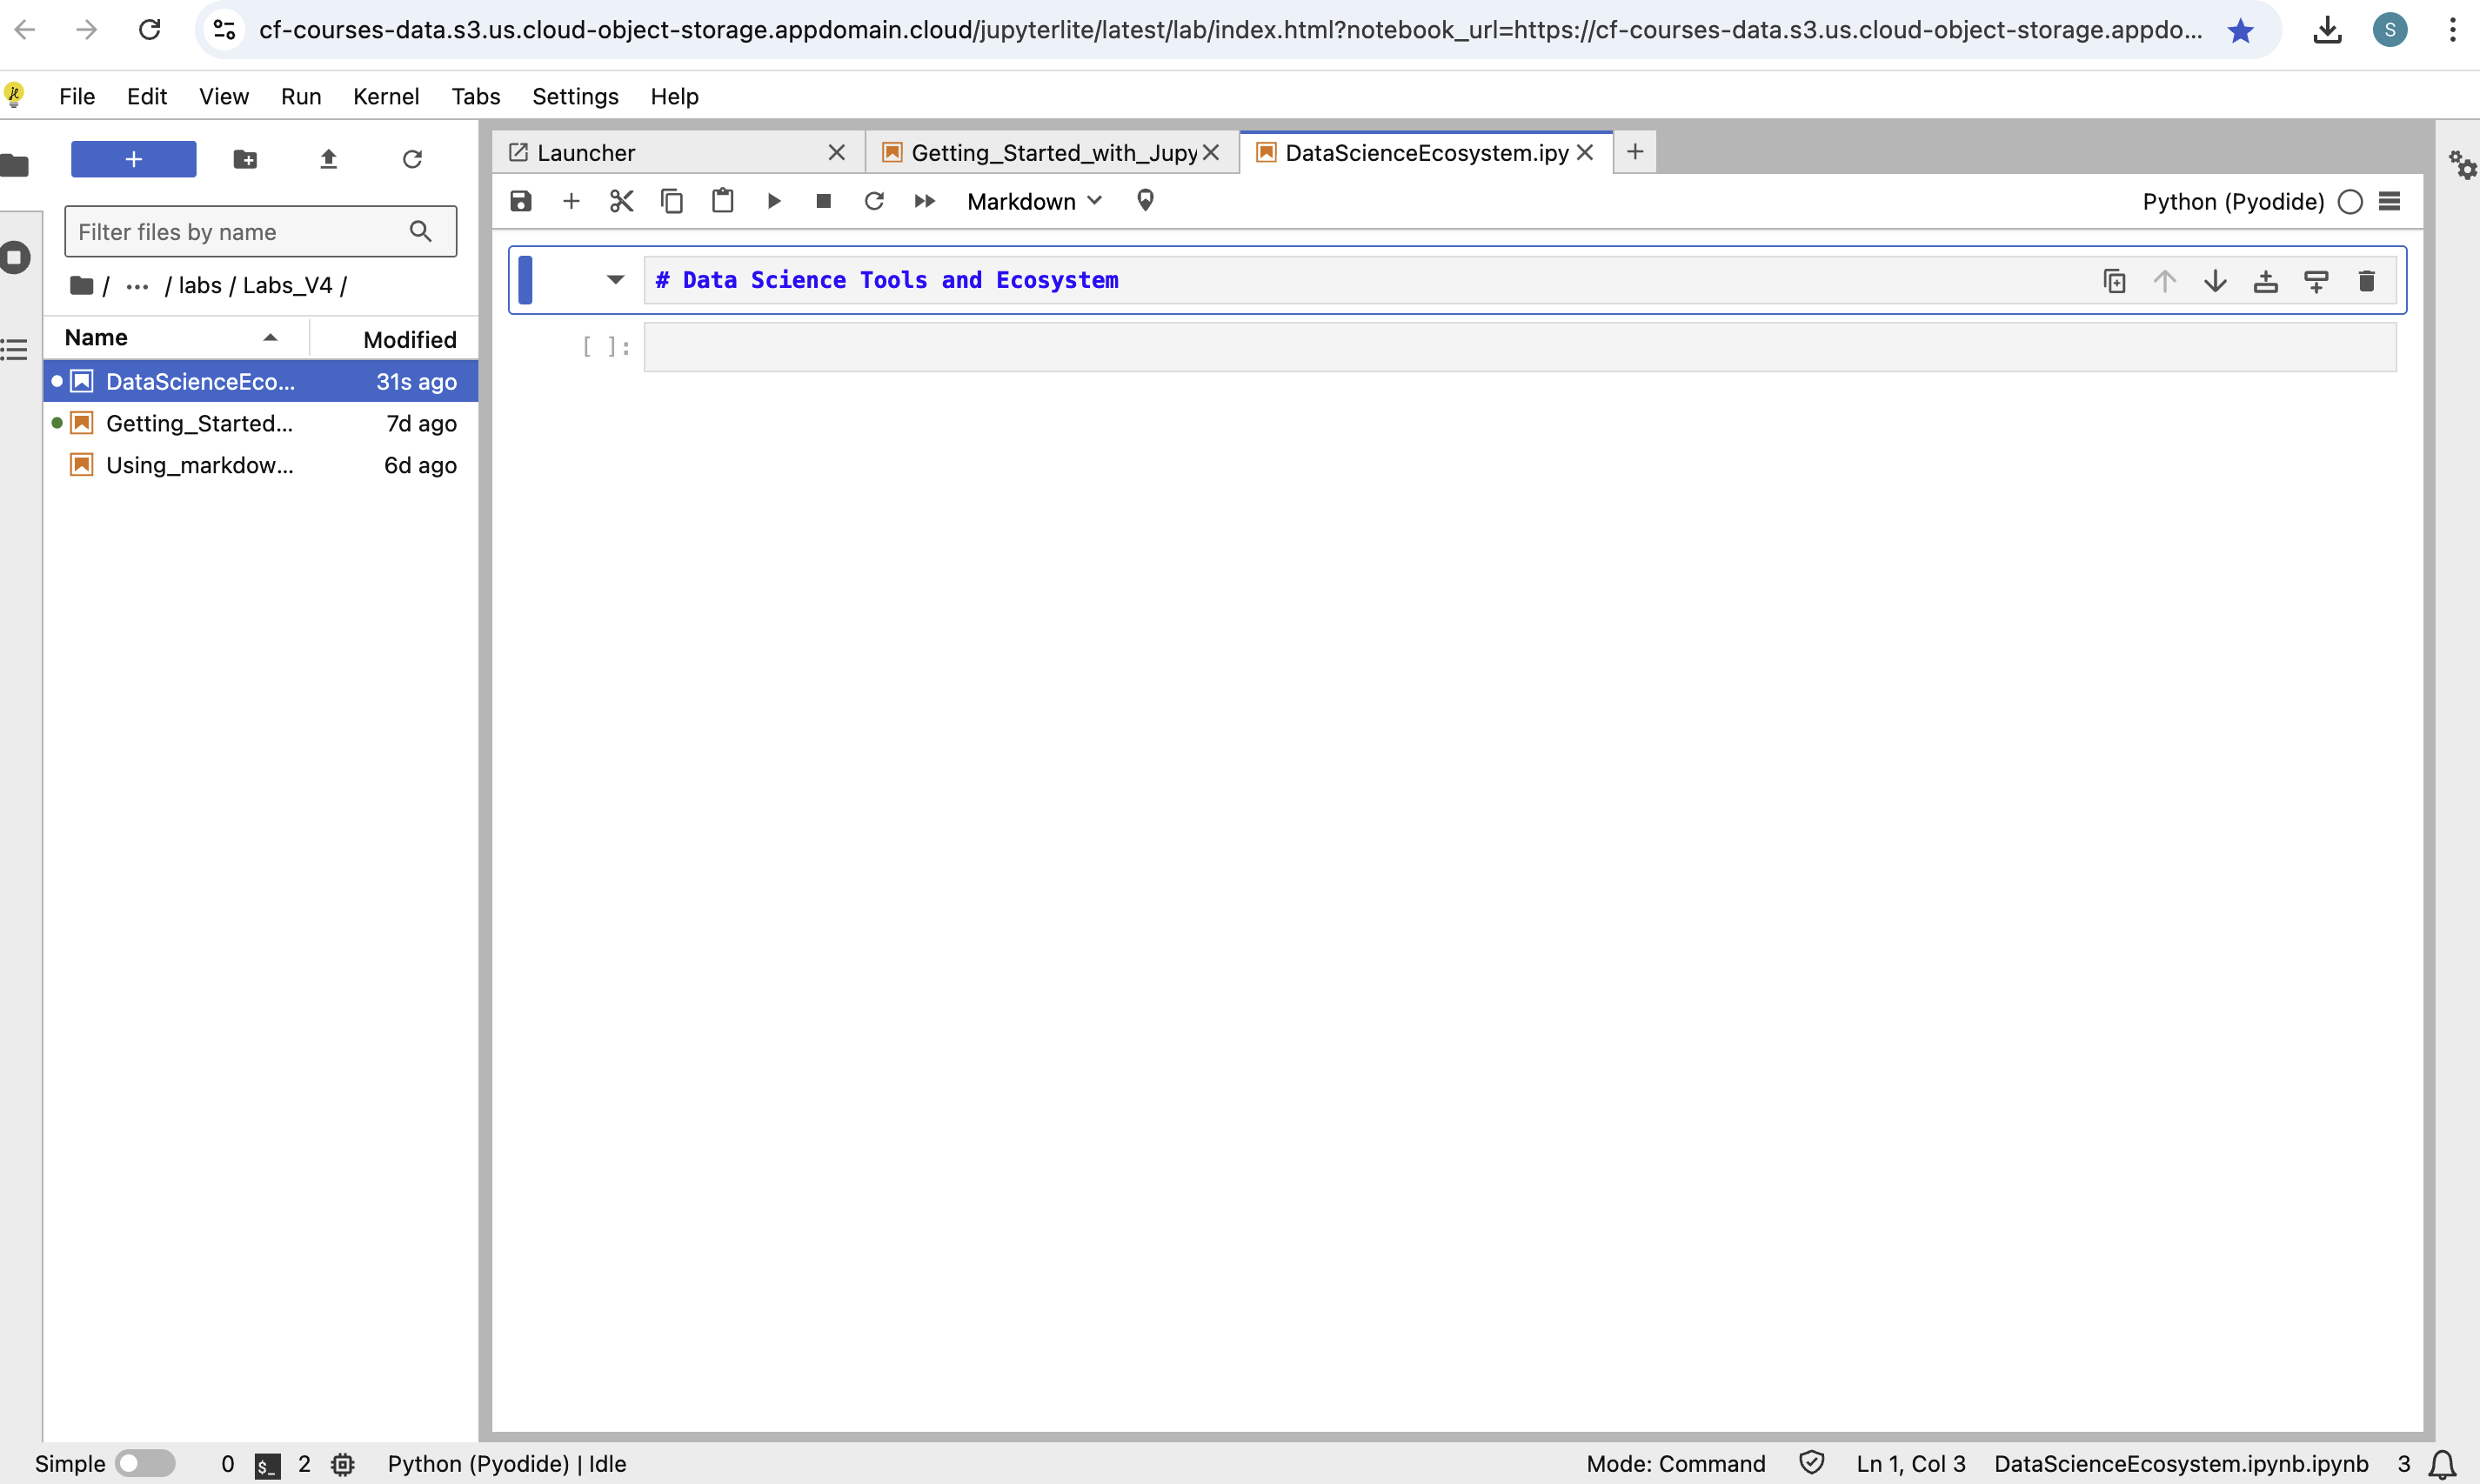 cf-courses-data.s3.us.cloud-object-storage.appdomain.cloud/jupyterlite/latest/lab/index.html?notebook_url=https://cf-courses-data.s3.us.cloud-object-storage.appdo...
S
File Edit View Run Kernel Tabs Settings Help
Launcher
Getting_Started_with_Jupy
DataScienceEcosystem.ipy
Filter files by name
Markdown
Python (Pyodide)
/ ... / labs / Labs_V4 /
Name Modified
DataScienceEco... 31s ago
Getting_Started... 7d ago
Using_markdow... 6d ago
# Data Science Tools and Ecosystem
[ ]:
Simple 0 $_ 2 Python (Pyodide) | Idle
Mode: Command Ln 1, Col 3 DataScienceEcosystem.ipynb.ipynb 3